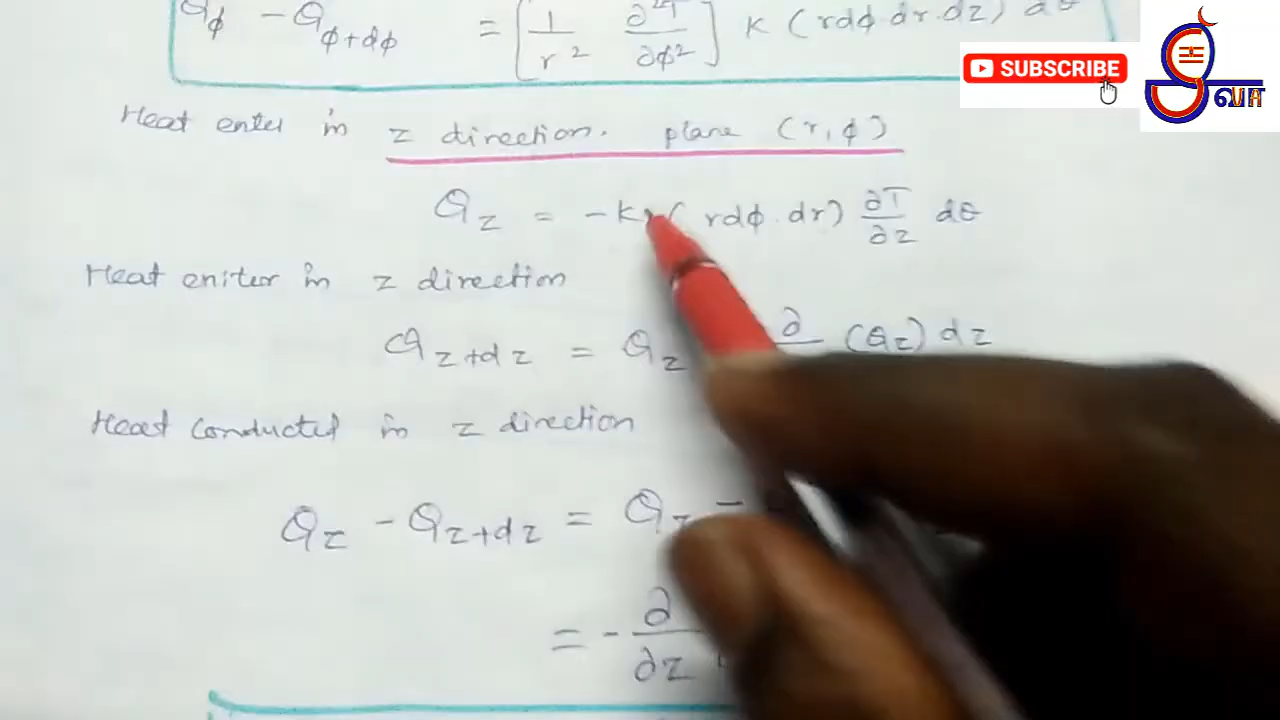 Qϕ - Qϕ+dϕ = [1/r² ∂²T/∂ϕ²] K (rdϕ.dr.dz) dθ
SUBSCRIBE
சிவா
Heat enter in z direction. plane (r, ϕ)
Qz = -K (rdϕ.dr) ∂T/∂z dθ
Heat eniter in z direction
Qz+dz = Qz ∂ (Qz) dz
Heat conducted in z direction
Qz - Qz+dz = Qz -
= - ∂/∂z